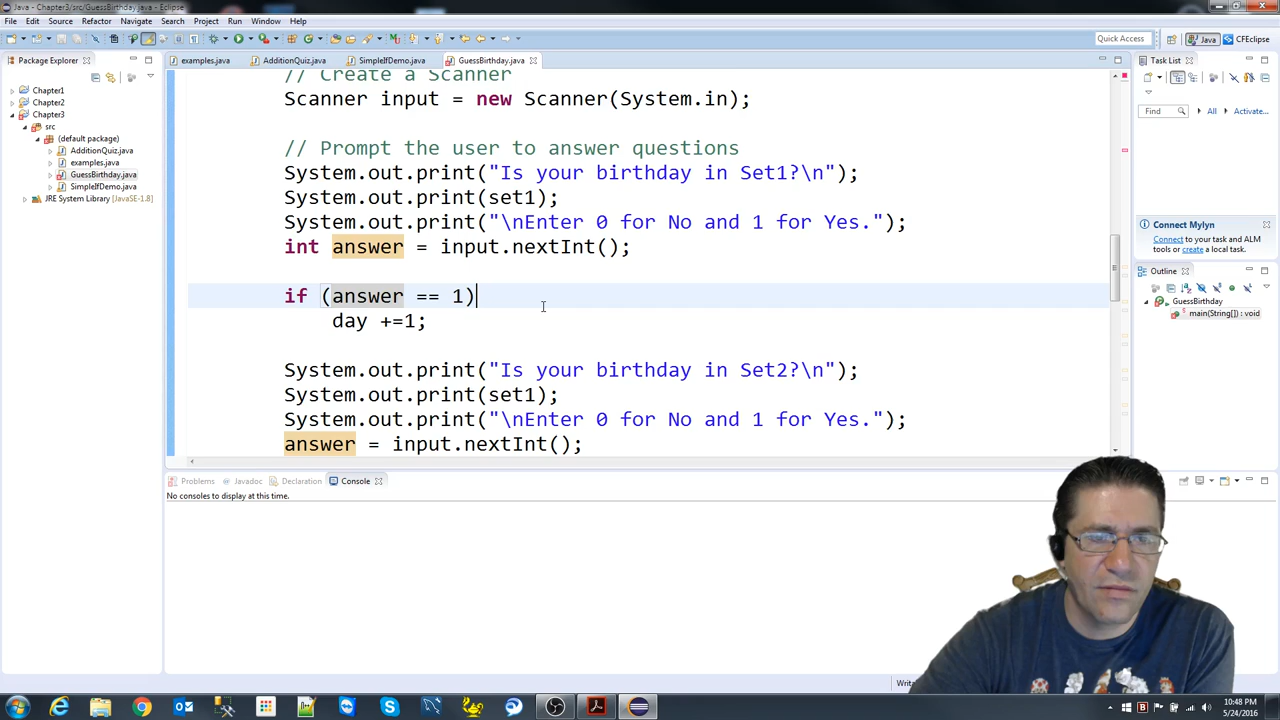 Java - Chapter3/src/GuessBirthday.java - Eclipse
File Edit Source Refactor Navigate Search Project Run Window Help
Quick Access
Java
CFEclipse
Package Explorer
examples.java
AdditionQuiz.java
SimpleIfDemo.java
GuessBirthday.java
Task List
Chapter1
Chapter2
Chapter3
src
(default package)
AdditionQuiz.java
examples.java
GuessBirthday.java
SimpleIfDemo.java
JRE System Library [JavaSE-1.8]
// Create a Scanner
Scanner input = new Scanner(System.in);
// Prompt the user to answer questions
System.out.print("Is your birthday in Set1?\n");
System.out.print(set1);
System.out.print("\nEnter 0 for No and 1 for Yes.");
int answer = input.nextInt();
if (answer == 1)
day +=1;
System.out.print("Is your birthday in Set2?\n");
System.out.print(set1);
System.out.print("\nEnter 0 for No and 1 for Yes.");
answer = input.nextInt();
Find
All
Activate...
Connect Mylyn
Connect to your task and ALM
tools or create a local task.
Outline
GuessBirthday
main(String[]) : void
Problems
Javadoc
Declaration
Console
No consoles to display at this time.
10:48 PM
5/24/2016